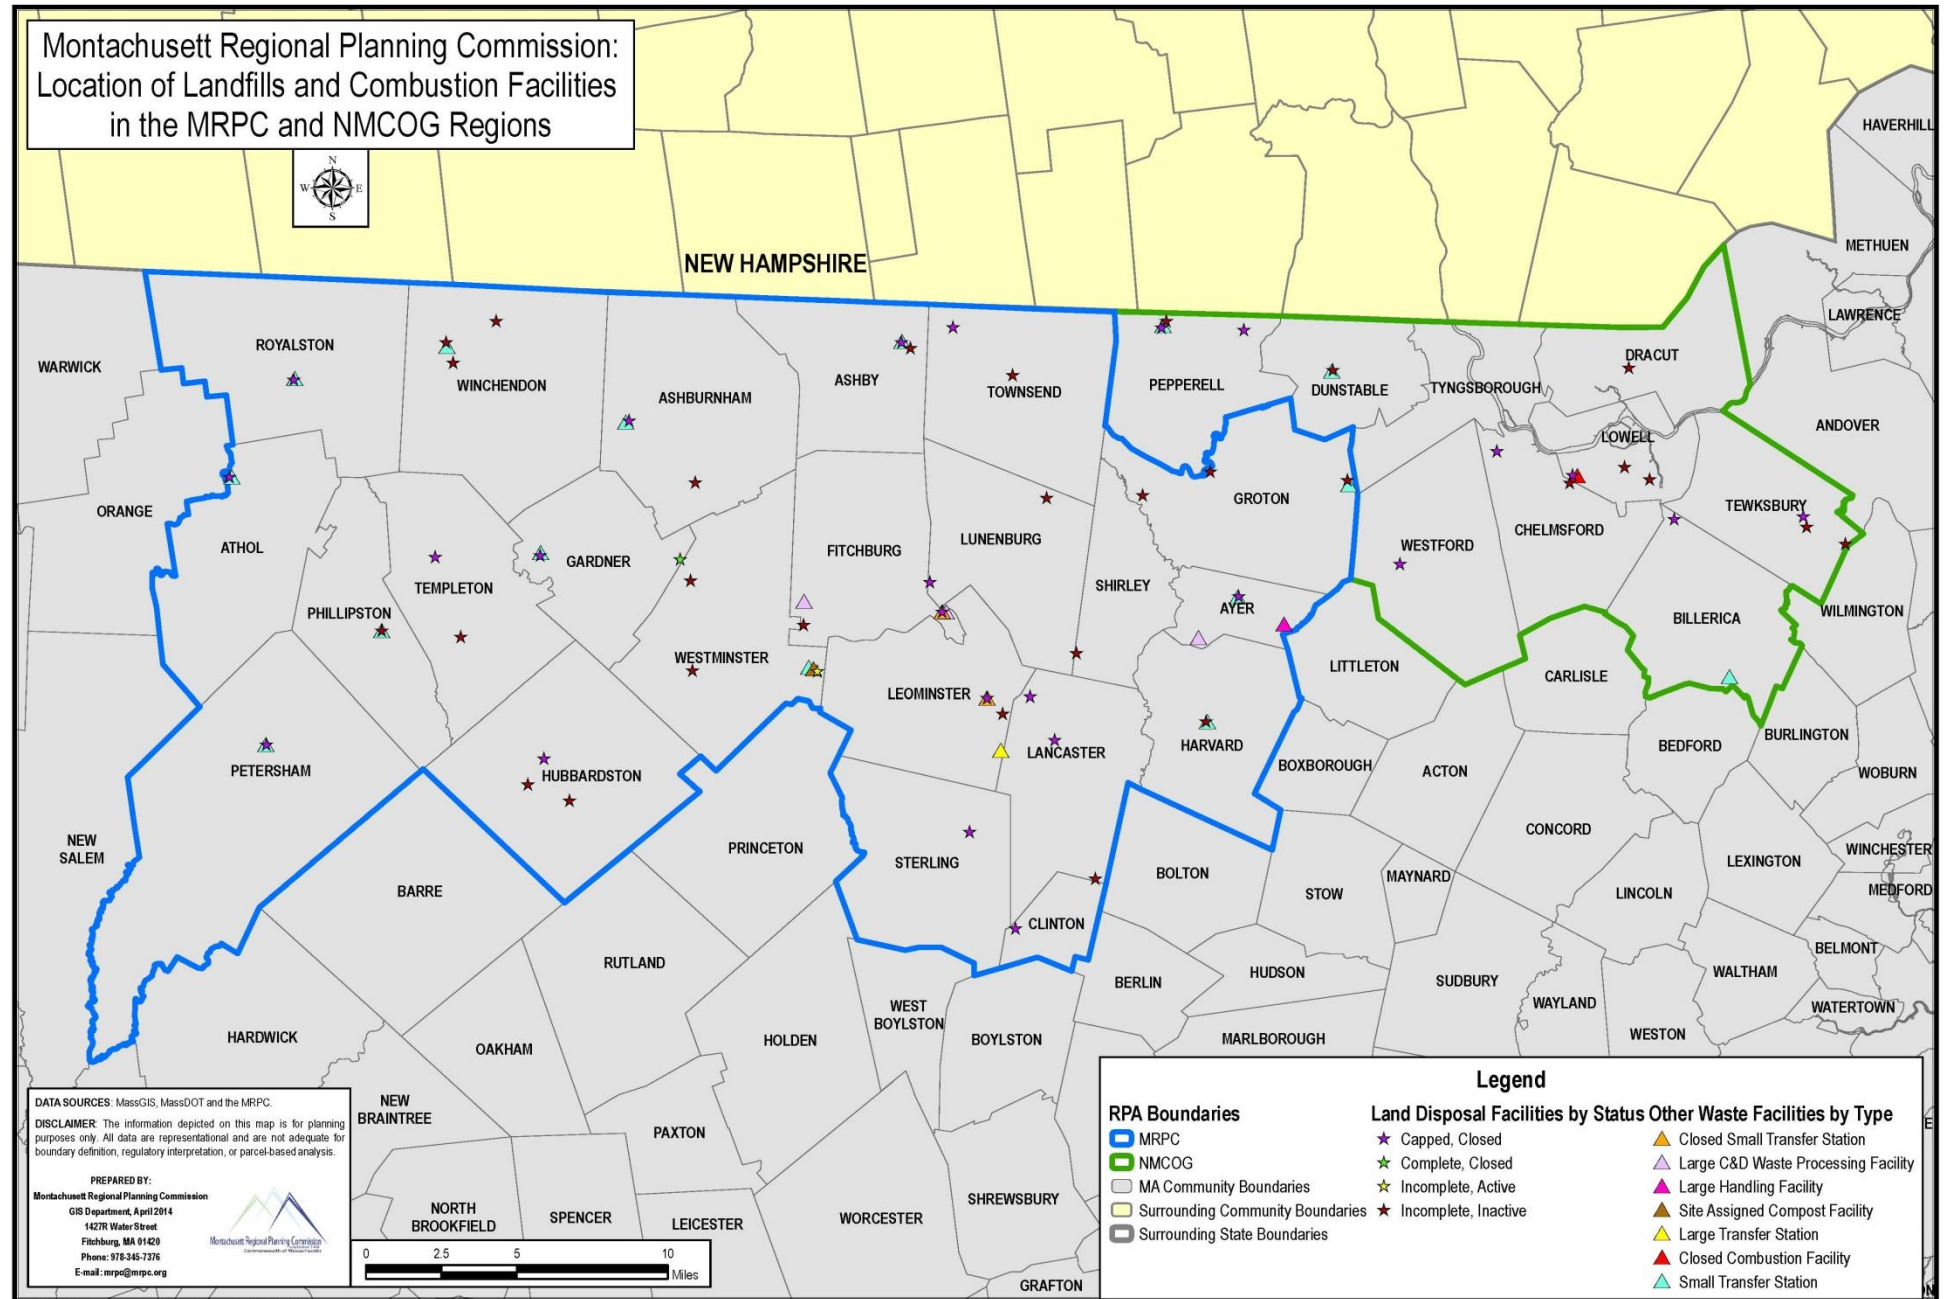 Montachusett Regional Planning Commission:
Location of Landfills and Combustion Facilities
in the MRPC and NMCOG Regions
N
W
E
S
NEW HAMPSHIRE
HAVERHILL
METHUEN
LAWRENCE
WARWICK
ROYALSTON
WINCHENDON
ASHBURNHAM
ASHBY
TOWNSEND
PEPPERELL
DUNSTABLE
TYNGSBOROUGH
DRACUT
LOWELL
ANDOVER
ORANGE
ATHOL
PHILLIPSTON
TEMPLETON
GARDNER
WESTMINSTER
FITCHBURG
LUNENBURG
SHIRLEY
GROTON
AYER
WESTFORD
CHELMSFORD
TEWKSBURY
BILLERICA
WILMINGTON
LITTLETON
CARLISLE
LEOMINSTER
LANCASTER
HARVARD
BOXBOROUGH
ACTON
BEDFORD
BURLINGTON
WOBURN
PETERSHAM
HUBBARDSTON
NEW
SALEM
BARRE
PRINCETON
STERLING
CLINTON
BOLTON
STOW
MAYNARD
CONCORD
LINCOLN
LEXINGTON
WINCHESTER
MEDFORD
BELMONT
WALTHAM
WATERTOWN
RUTLAND
HARDWICK
OAKHAM
HOLDEN
WEST
BOYLSTON
BOYLSTON
BERLIN
HUDSON
MARLBOROUGH
SUDBURY
WAYLAND
WESTON
NEW
BRAINTREE
PAXTON
NORTH
BROOKFIELD
SPENCER
LEICESTER
WORCESTER
SHREWSBURY
GRAFTON
DATA SOURCES: MassGIS, MassDOT and the MRPC.
DISCLAIMER: The information depicted on this map is for planning
purposes only. All data are representational and are not adequate for
boundary definition, regulatory interpretation, or parcel-based analysis.
PREPARED BY:
Montachusett Regional Planning Commission
GIS Department, April 2014
1427R Water Street
Fitchburg, MA 01420
Phone: 978-345-7376
E-mail: mrpc@mrpc.org
Montachusett Regional Planning Commission
Commonwealth of Massachusetts
0 2.5 5 10
Miles
Legend
RPA Boundaries
MRPC
NMCOG
MA Community Boundaries
Surrounding Community Boundaries
Surrounding State Boundaries
Land Disposal Facilities by Status
Capped, Closed
Complete, Closed
Incomplete, Active
Incomplete, Inactive
Other Waste Facilities by Type
Closed Small Transfer Station
Large C&D Waste Processing Facility
Large Handling Facility
Site Assigned Compost Facility
Large Transfer Station
Closed Combustion Facility
Small Transfer Station